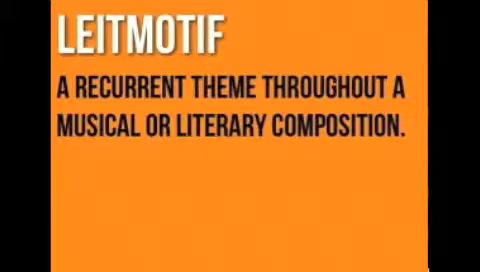 LEITMOTIF
A RECURRENT THEME THROUGHOUT A
MUSICAL OR LITERARY COMPOSITION.